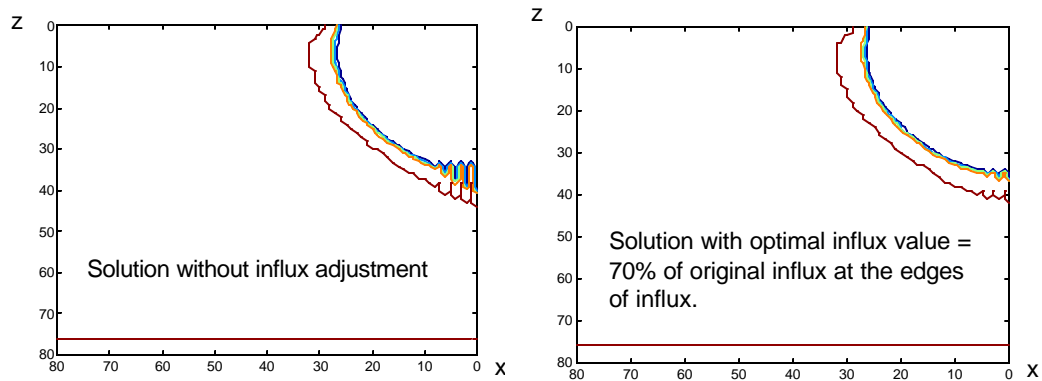 z
0
10
20
30
40
50
60
70
80
Solution without influx adjustment
80 70 60 50 40 30 20 10 0
x
z
0
10
20
30
40
50
60
70
80
Solution with optimal influx value =
70% of original influx at the edges
of influx.
80 70 60 50 40 30 20 10 0
x